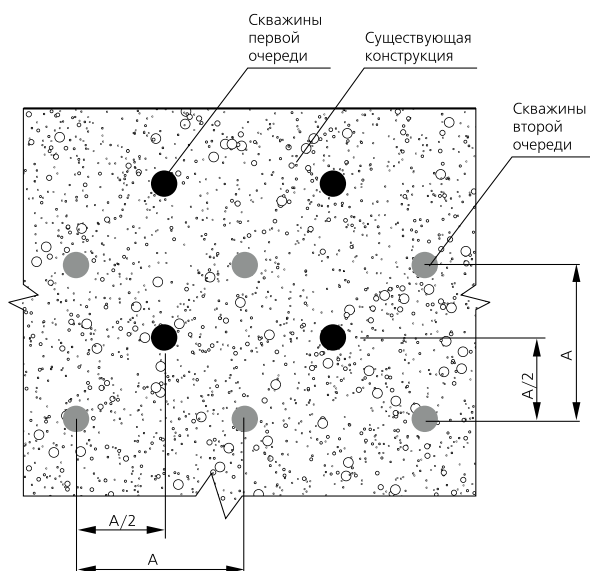 Скважины
первой
очереди
Существующая
конструкция
Скважины
второй
очереди
A/2
A
A/2
A